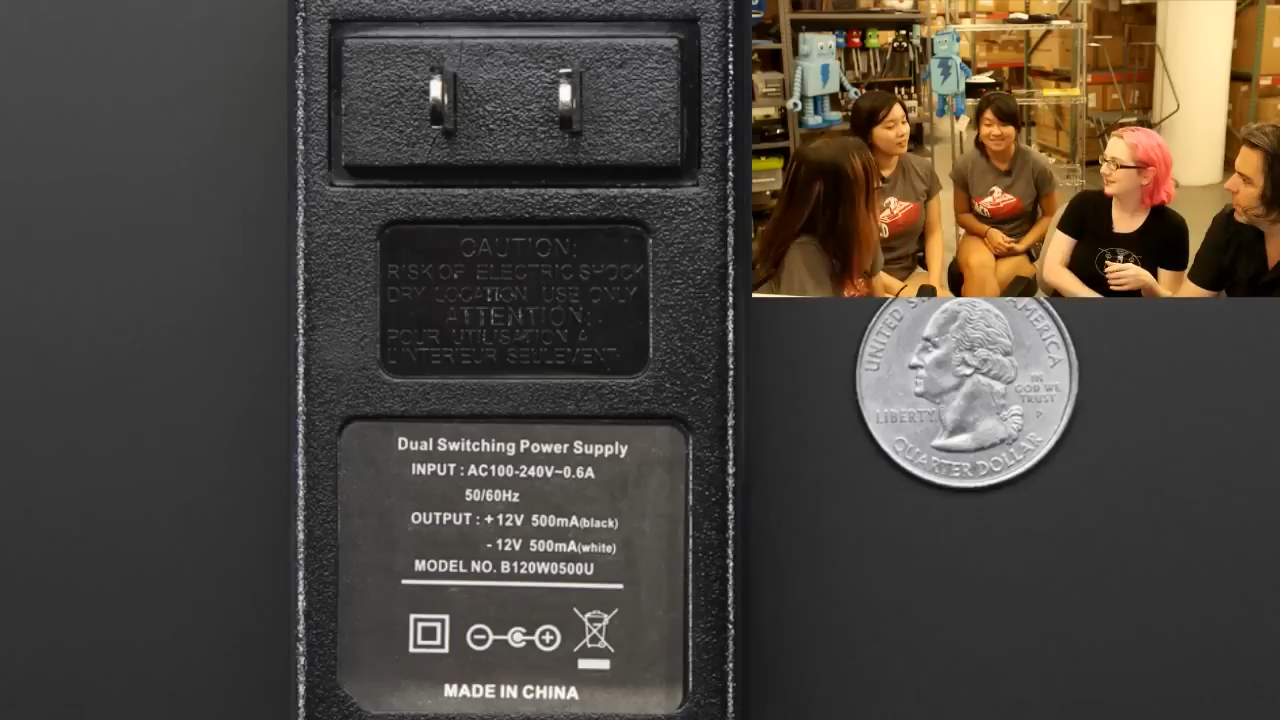 CAUTION:
RISK OF ELECTRIC SHOCK
DRY LOCATION USE ONLY
ATTENTION:
POUR UTILISATION A
L'INTERIEUR SEULEMENT
Dual Switching Power Supply
INPUT : AC100-240V~0.6A
50/60Hz
OUTPUT : +12V 500mA(black)
-12V 500mA(white)
MODEL NO. B120W0500U
MADE IN CHINA
UNITED S
AMERICA
IN
GOD WE
TRUST
P
LIBERTY
QUARTER DOLLAR